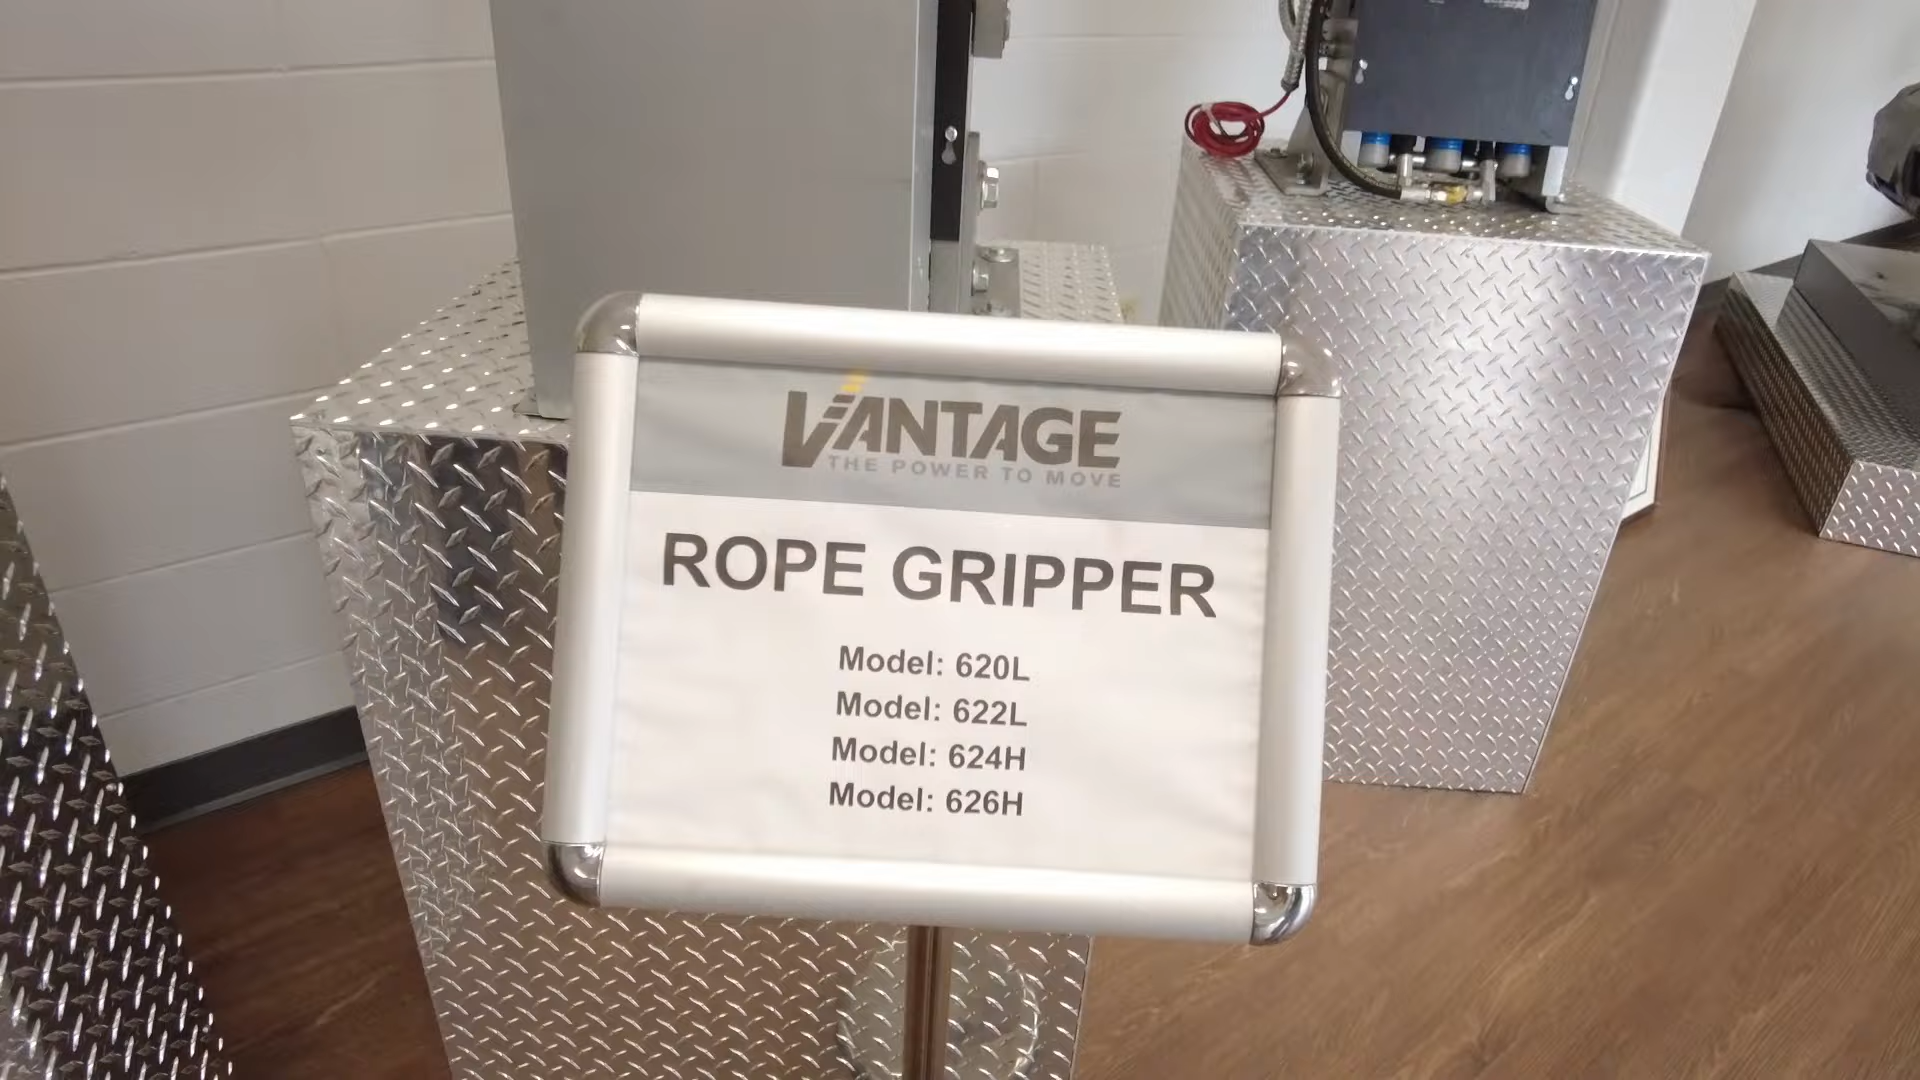 VANTAGE
THE POWER TO MOVE
ROPE GRIPPER
Model: 620L
Model: 622L
Model: 624H
Model: 626H